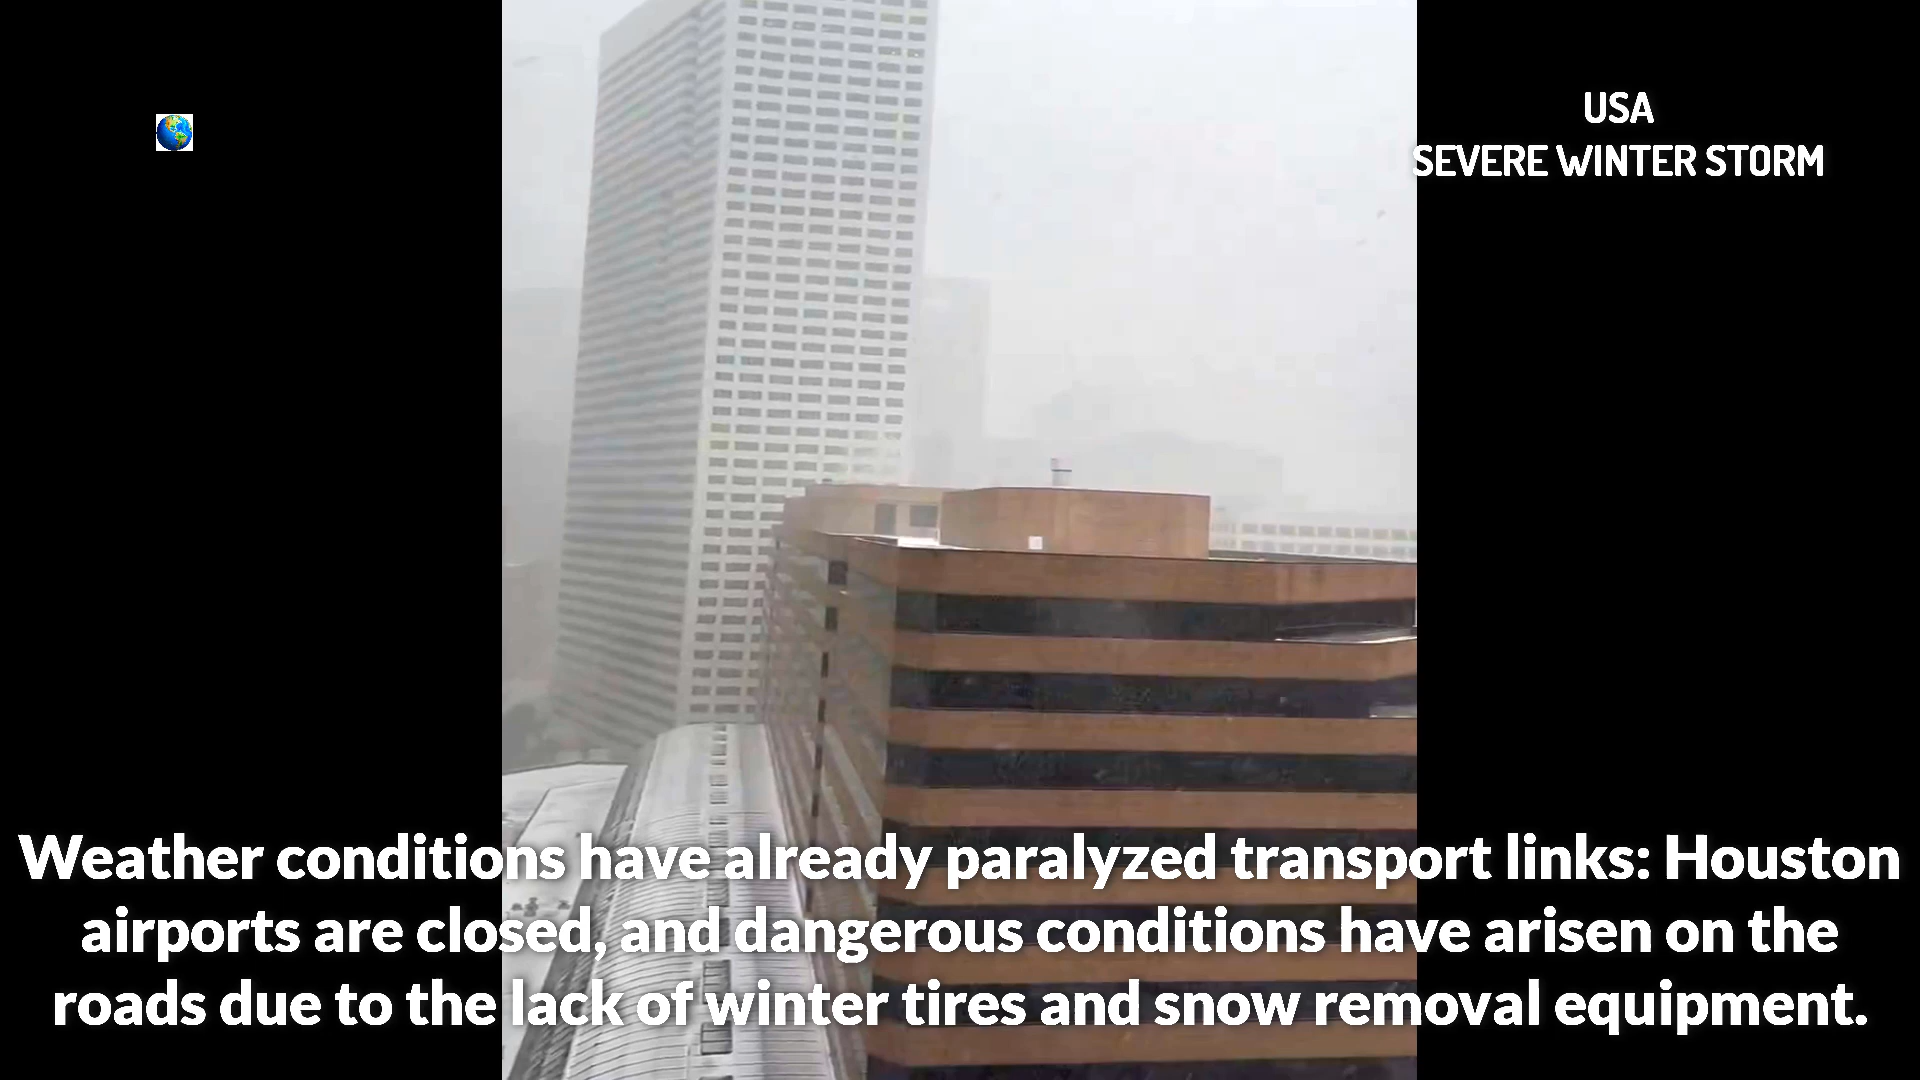 USA
SEVERE WINTER STORM
Weather conditions have already paralyzed transport links: Houston
airports are closed, and dangerous conditions have arisen on the
roads due to the lack of winter tires and snow removal equipment.